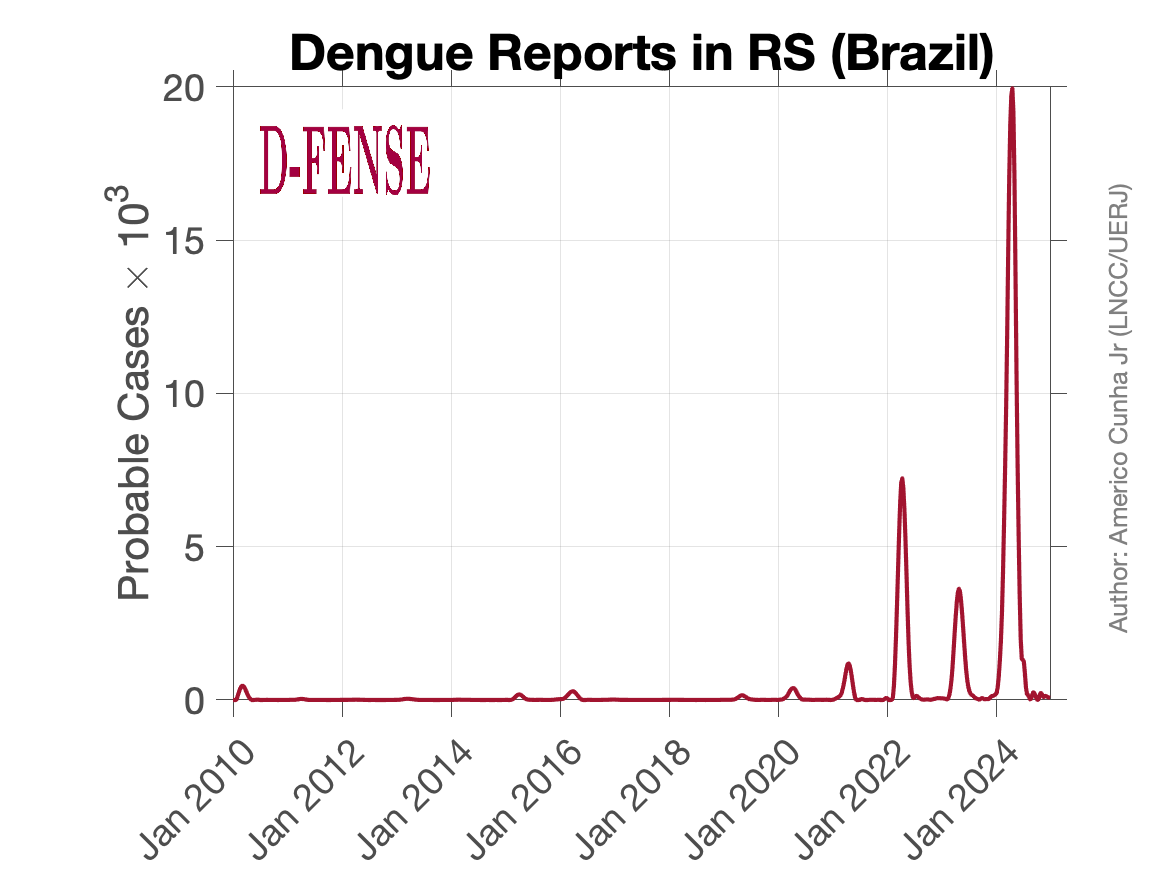 Dengue Reports in RS (Brazil)
D-FENSE
Probable Cases × 10³
20
15
10
5
0
Jan 2010
Jan 2012
Jan 2014
Jan 2016
Jan 2018
Jan 2020
Jan 2022
Jan 2024
Author: Americo Cunha Jr (LNCC/UERJ)